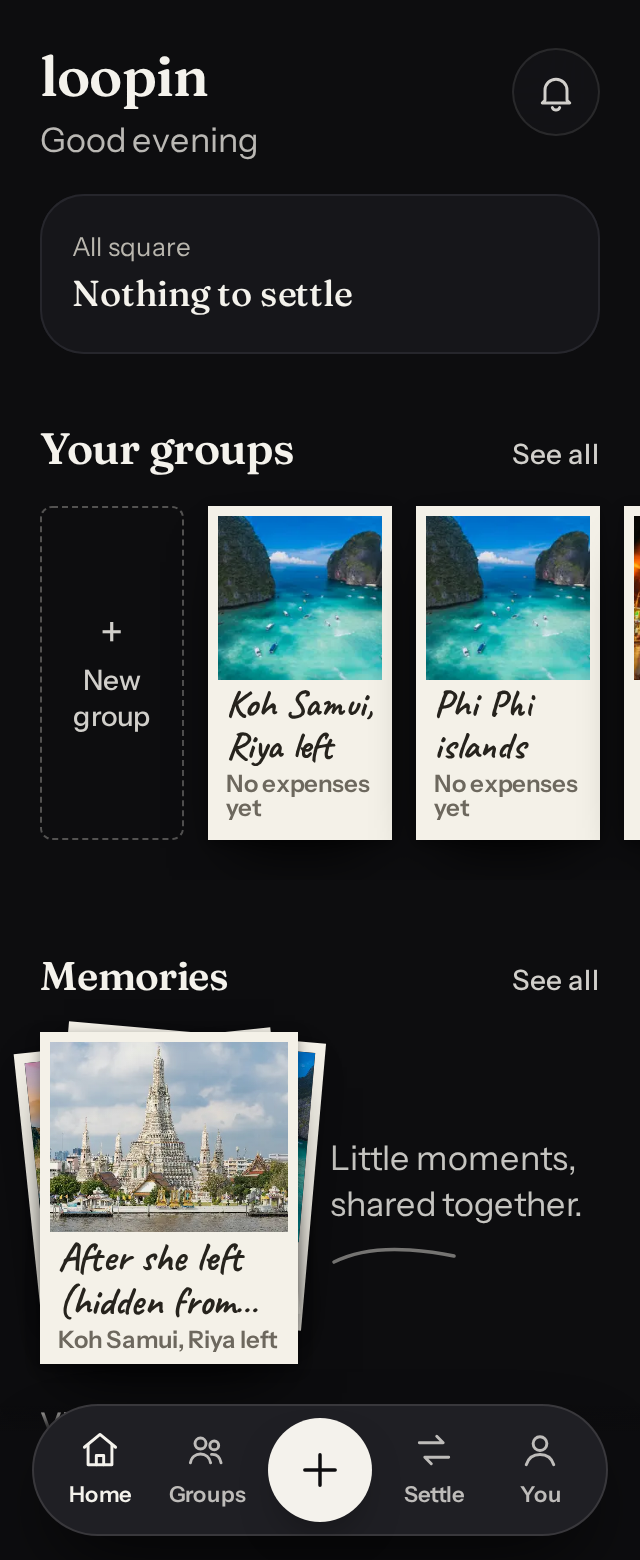 loopin
Good evening
All square
Nothing to settle
Your groups
See all
+
New
group
Koh Samui,
Riya left
No expenses
yet
Phi Phi
islands
No expenses
yet
Memories
See all
After she left
(hidden from...
Koh Samui, Riya left
Little moments,
shared together.
Home
Groups
Settle
You